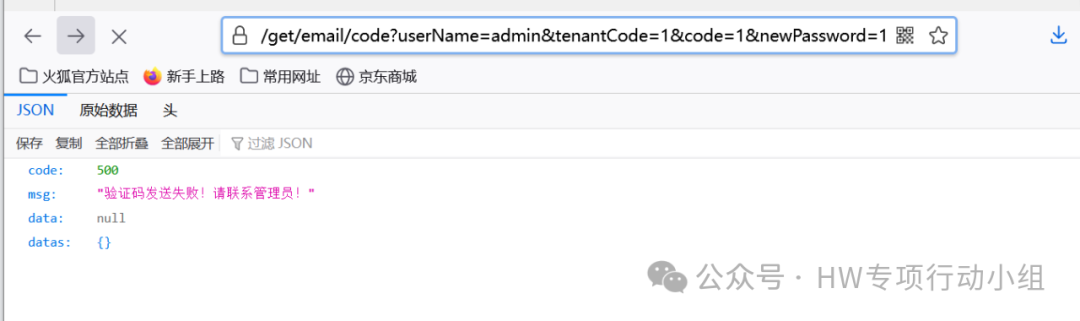 /get/email/code?userName=admin&tenantCode=1&code=1&newPassword=1
火狐官方站点 新手上路 常用网址 京东商城
JSON 原始数据 头
保存 复制 全部折叠 全部展开 过滤 JSON
code: 500
msg: "验证码发送失败！请联系管理员！"
data: null
datas: {}
公众号 · HW专项行动小组